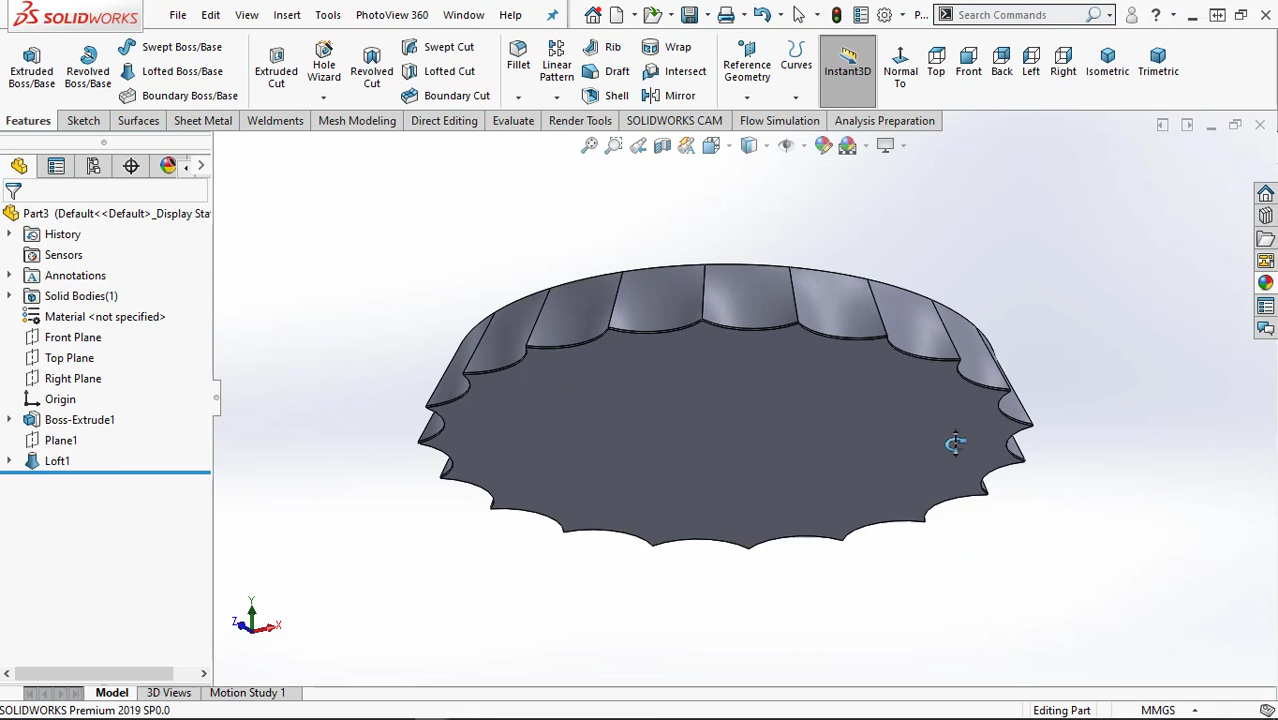 SOLIDWORKS File Edit View Insert Tools PhotoView 360 Window Help P... Search Commands ?
Extruded Boss/Base Revolved Boss/Base Swept Boss/Base Lofted Boss/Base Boundary Boss/Base Extruded Cut Hole Wizard Revolved Cut Swept Cut Lofted Cut Boundary Cut Fillet Linear Pattern Rib Draft Shell Wrap Intersect Mirror Reference Geometry Curves Instant3D Normal To Top Front Back Left Right Isometric Trimetric
Features Sketch Surfaces Sheet Metal Weldments Mesh Modeling Direct Editing Evaluate Render Tools SOLIDWORKS CAM Flow Simulation Analysis Preparation
Part3 (Default<<Default>_Display Sta
History
Sensors
Annotations
Solid Bodies(1)
Material <not specified>
Front Plane
Top Plane
Right Plane
Origin
Boss-Extrude1
Plane1
Loft1
Y
Z X
Model 3D Views Motion Study 1
SOLIDWORKS Premium 2019 SP0.0 Editing Part MMGS